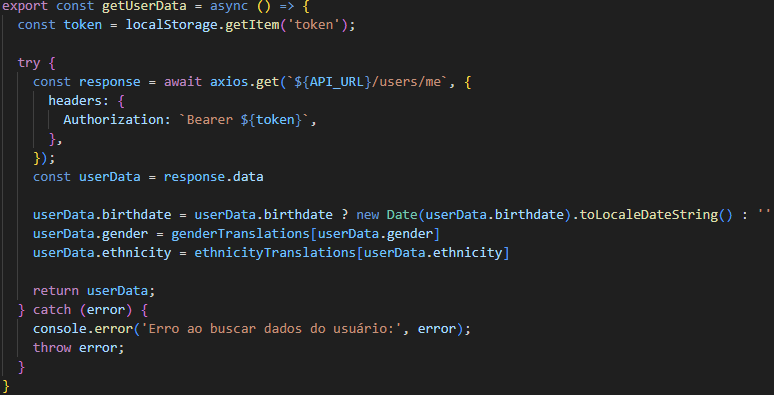 export const getUserData = async () => {
  const token = localStorage.getItem('token');

  try {
    const response = await axios.get(`${API_URL}/users/me`, {
      headers: {
        Authorization: `Bearer ${token}`,
      },
    });
    const userData = response.data

    userData.birthdate = userData.birthdate ? new Date(userData.birthdate).toLocaleDateString() : ''
    userData.gender = genderTranslations[userData.gender]
    userData.ethnicity = ethnicityTranslations[userData.ethnicity]

    return userData;
  } catch (error) {
    console.error('Erro ao buscar dados do usuário:', error);
    throw error;
  }
}